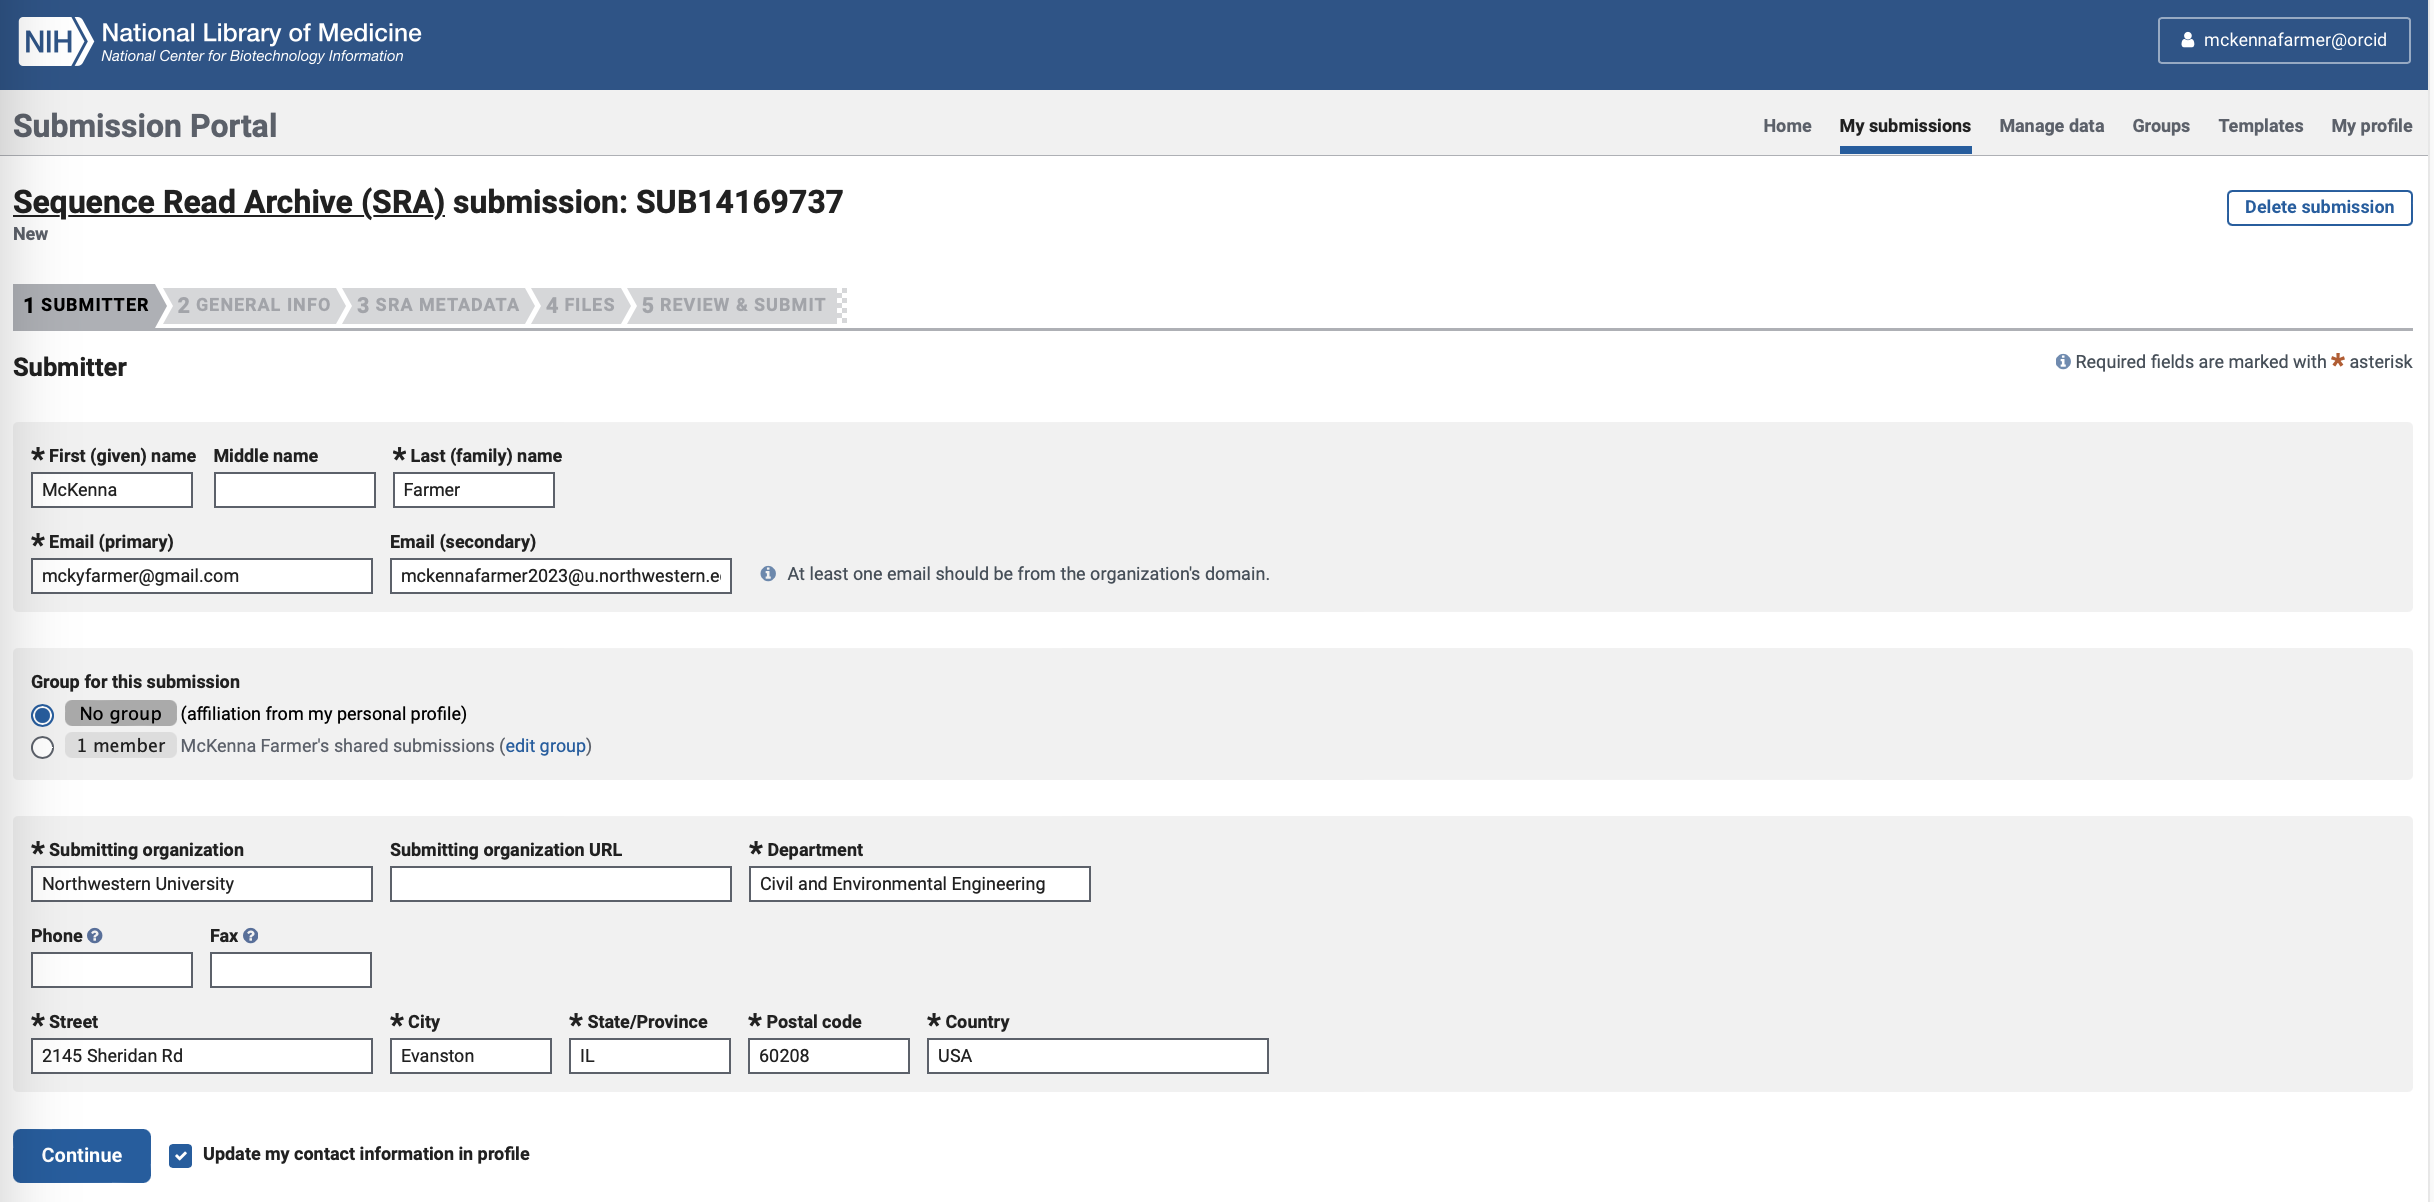 NIH National Library of Medicine
National Center for Biotechnology Information
mckennafarmer@orcid
Submission Portal
Home My submissions Manage data Groups Templates My profile
Sequence Read Archive (SRA) submission: SUB14169737
Delete submission
New
1 SUBMITTER 2 GENERAL INFO 3 SRA METADATA 4 FILES 5 REVIEW & SUBMIT
Submitter
Required fields are marked with * asterisk
* First (given) name Middle name * Last (family) name
McKenna Farmer
* Email (primary) Email (secondary)
mckyfarmer@gmail.com mckennafarmer2023@u.northwestern.e At least one email should be from the organization's domain.
Group for this submission
No group (affiliation from my personal profile)
1 member McKenna Farmer's shared submissions (edit group)
* Submitting organization Submitting organization URL * Department
Northwestern University Civil and Environmental Engineering
Phone ? Fax ?
* Street * City * State/Province * Postal code * Country
2145 Sheridan Rd Evanston IL 60208 USA
Continue Update my contact information in profile